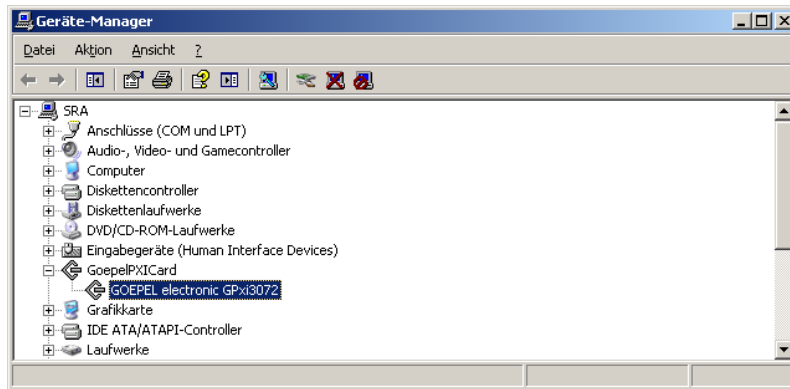 Geräte-Manager
Datei Aktion Ansicht ?
SRA
Anschlüsse (COM und LPT)
Audio-, Video- und Gamecontroller
Computer
Diskettencontroller
Diskettenlaufwerke
DVD/CD-ROM-Laufwerke
Eingabegeräte (Human Interface Devices)
GoepelPXICard
GOEPEL electronic GPxi3072
Grafikkarte
IDE ATA/ATAPI-Controller
Laufwerke